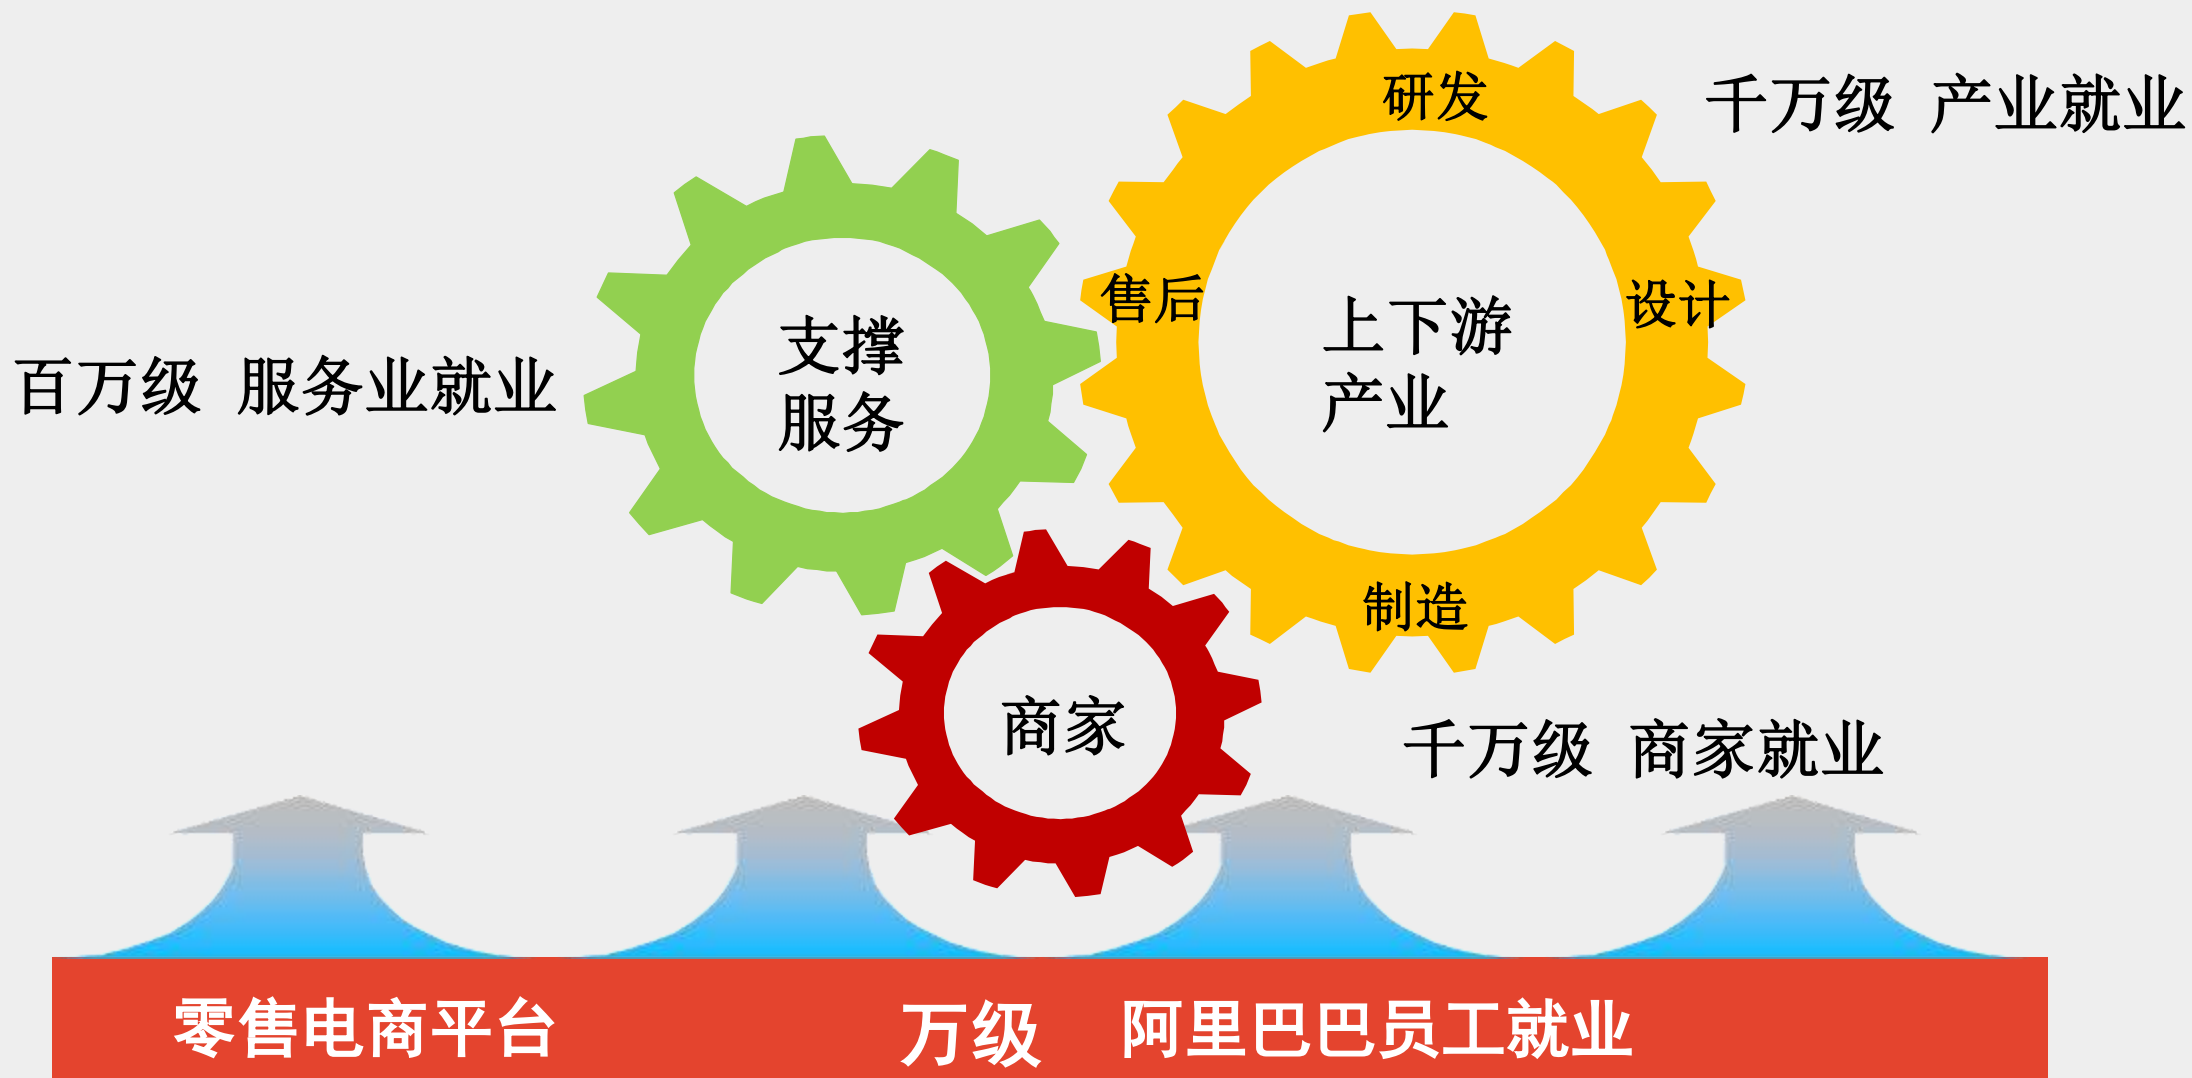 研发
千万级 产业就业
售后
设计
上下游
产业
支撑
服务
百万级 服务业就业
制造
商家
千万级 商家就业
零售电商平台 万级 阿里巴巴员工就业